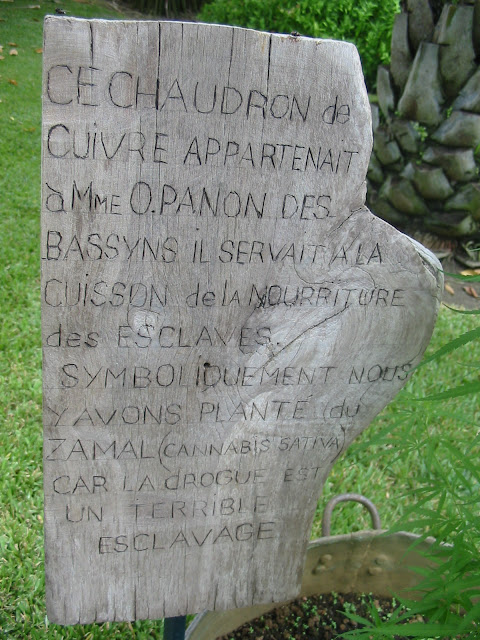 CE CHAUDRON de
CUIVRE APPARTENAIT
à Mme O.PANON DES
BASSYNS IL SERVAIT A LA
CUISSON de la NOURRITURE
des ESCLAVES.
SYMBOLIQUEMENT NOUS
Y AVONS PLANTÉ du
ZAMAL (CANNABIS SATIVA)
CAR LA drOGUE EST
UN TERRIBLE
ESCLAVAGE